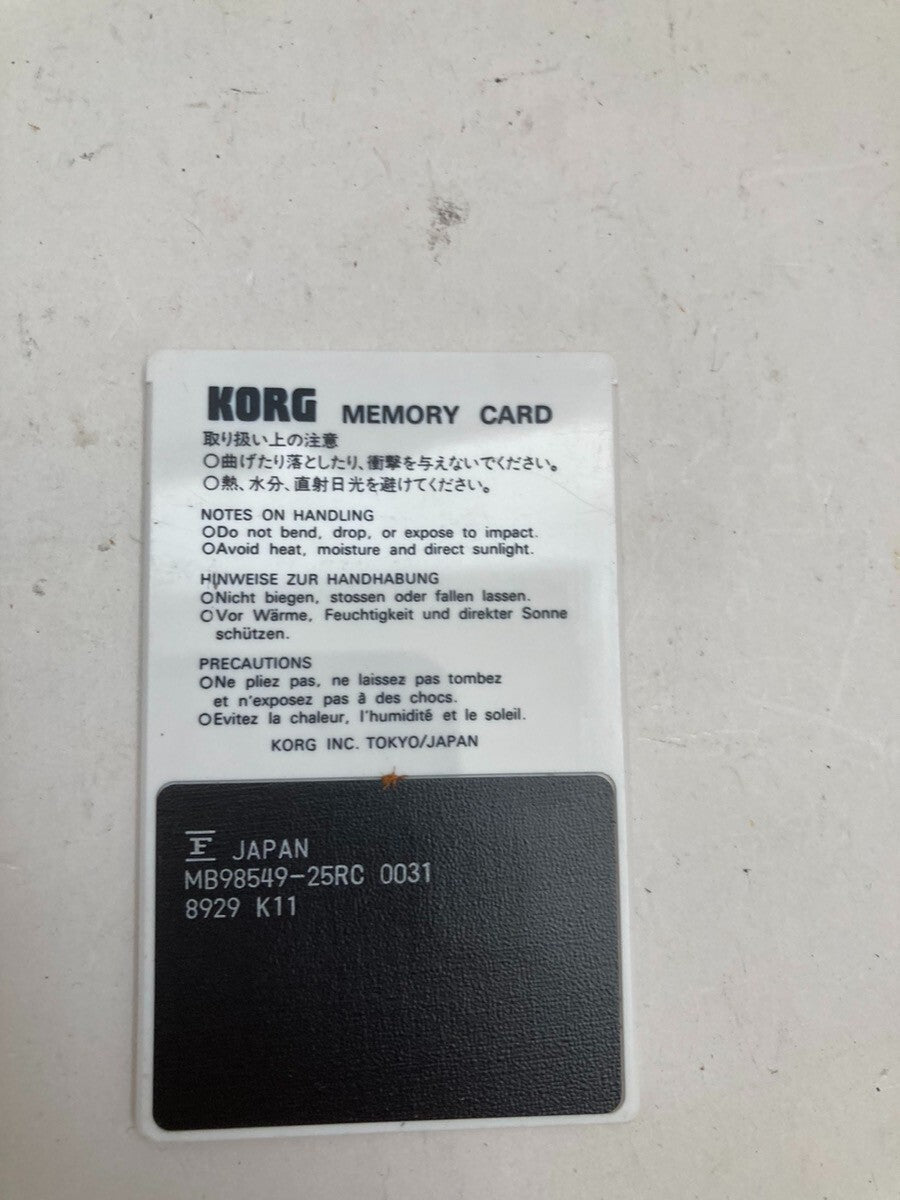 KORG MEMORY CARD
取り扱い上の注意
○曲げたり落としたり、衝撃を与えないでください。
○熱、水分、直射日光を避けてください。
NOTES ON HANDLING
○Do not bend, drop, or expose to impact.
○Avoid heat, moisture and direct sunlight.
HINWEISE ZUR HANDHABUNG
○Nicht biegen, stossen oder fallen lassen.
○Vor Wärme, Feuchtigkeit und direkter Sonne
schützen.
PRECAUTIONS
○Ne pliez pas, ne laissez pas tombez
et n'exposez pas à des chocs.
○Evitez la chaleur, l'humidité et le soleil.
KORG INC. TOKYO/JAPAN
F JAPAN
MB98549-25RC 0031
8929 K11